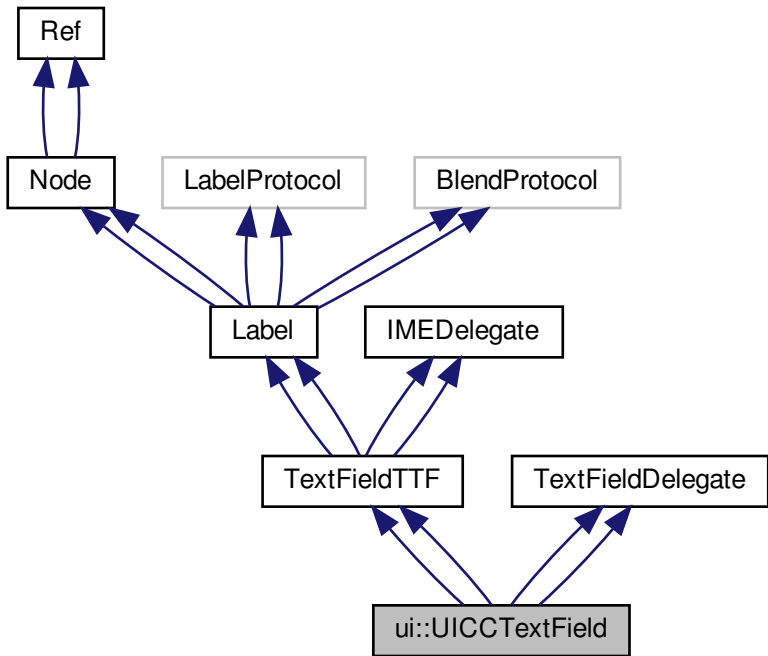 Ref
Node
LabelProtocol
BlendProtocol
Label
IMEDelegate
TextFieldTTF
TextFieldDelegate
ui::UICCTextField